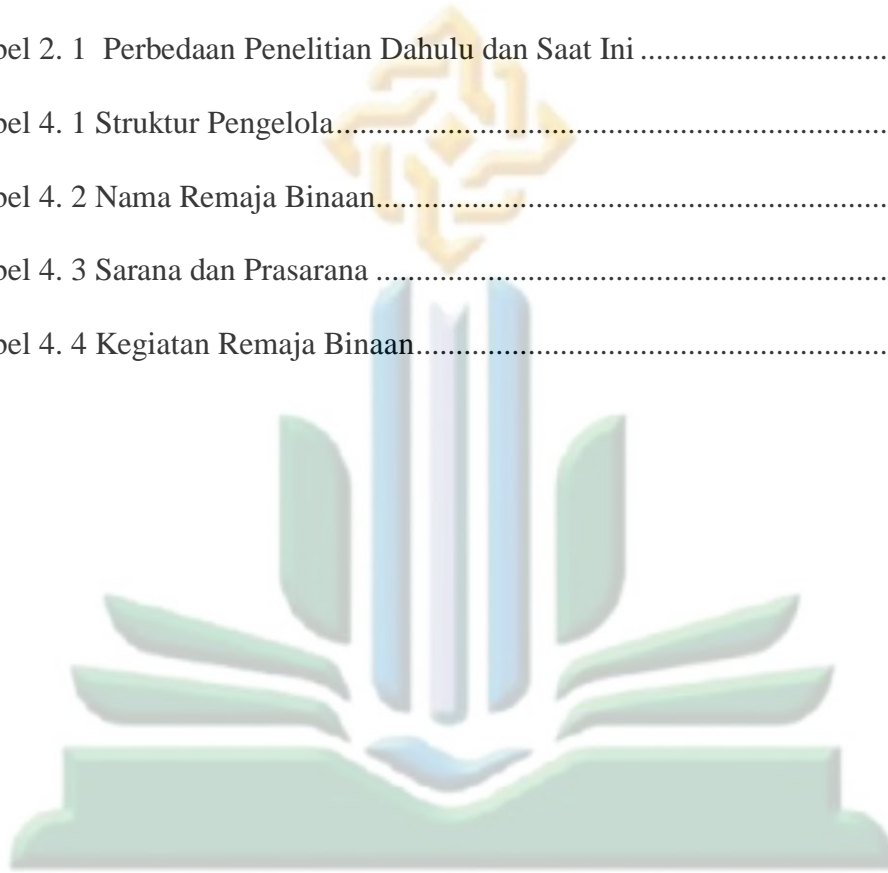 bel 2. 1 Perbedaan Penelitian Dahulu dan Saat Ini ................................
bel 4. 1 Struktur Pengelola................................................................................
bel 4. 2 Nama Remaja Binaan..........................................................................
bel 4. 3 Sarana dan Prasarana ..........................................................................
bel 4. 4 Kegiatan Remaja Binaan....................................................................